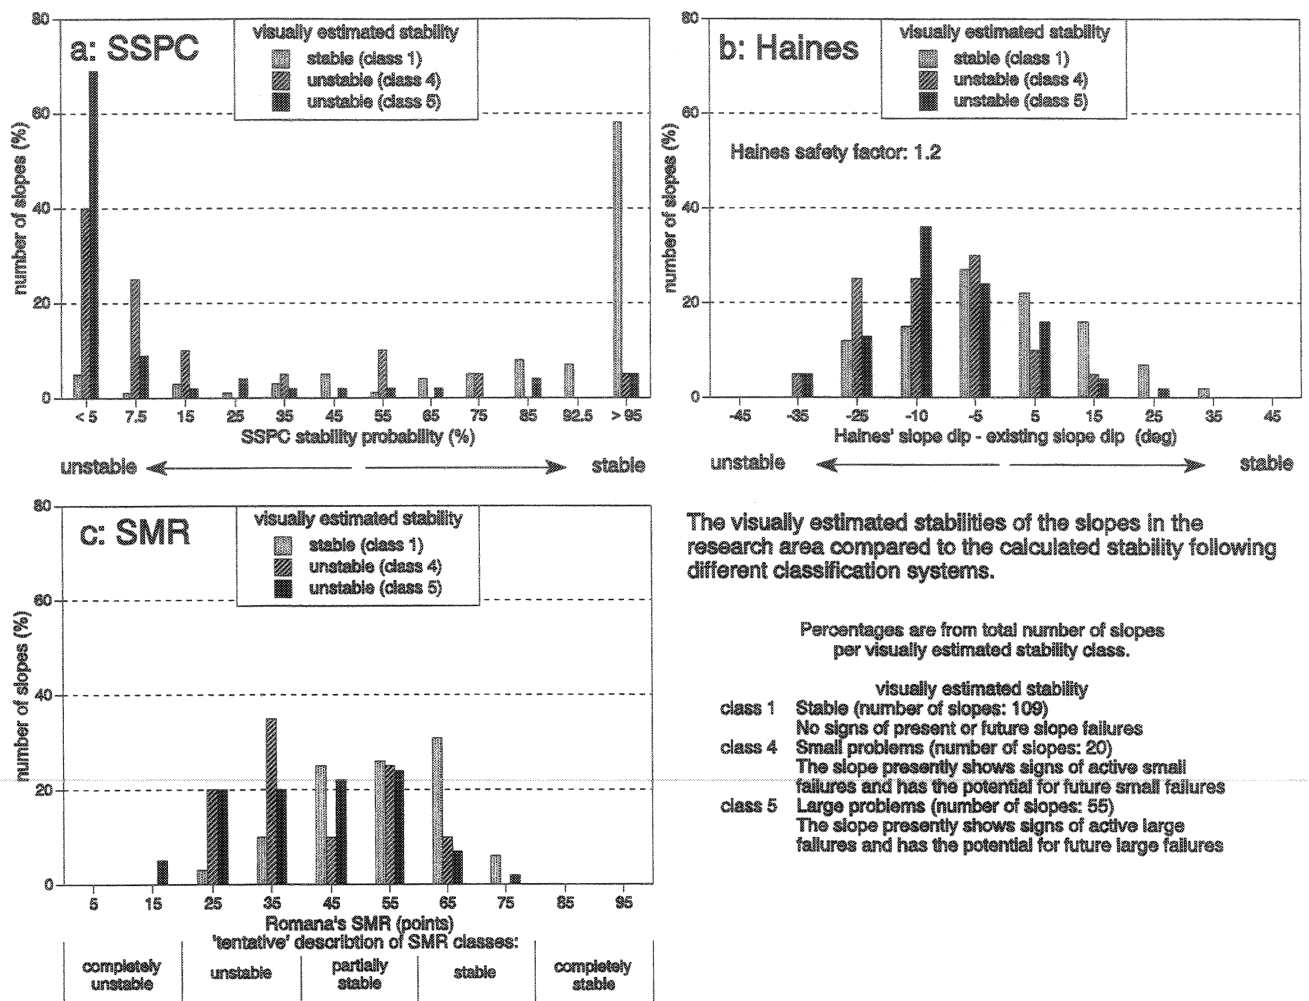 a: SSPC
visually estimated stability
stable (class 1)
unstable (class 4)
unstable (class 5)
number of slopes (%)
80
60
40
20
0
< 5 7.5 15 25 35 45 55 65 75 85 92.5 > 95
SSPC stability probability (%)
unstable stable
b: Haines
visually estimated stability
stable (class 1)
unstable (class 4)
unstable (class 5)
Haines safety factor: 1.2
number of slopes (%)
80
60
40
20
0
-45 -35 -25 -10 -5 5 15 25 35 45
Haines' slope dip - existing slope dip (deg)
unstable stable
c: SMR
visually estimated stability
stable (class 1)
unstable (class 4)
unstable (class 5)
number of slopes (%)
80
60
40
20
0
5 15 25 35 45 55 65 75 85 95
Romana's SMR (points)
'tentative' describtion of SMR classes:
completely unstable
unstable
partially stable
stable
completely stable
The visually estimated stabilities of the slopes in the
research area compared to the calculated stability following
different classification systems.
Percentages are from total number of slopes
per visually estimated stability class.
visually estimated stability
class 1 Stable (number of slopes: 109)
No signs of present or future slope failures
class 4 Small problems (number of slopes: 20)
The slope presently shows signs of active small
failures and has the potential for future small failures
class 5 Large problems (number of slopes: 55)
The slope presently shows signs of active large
failures and has the potential for future large failures